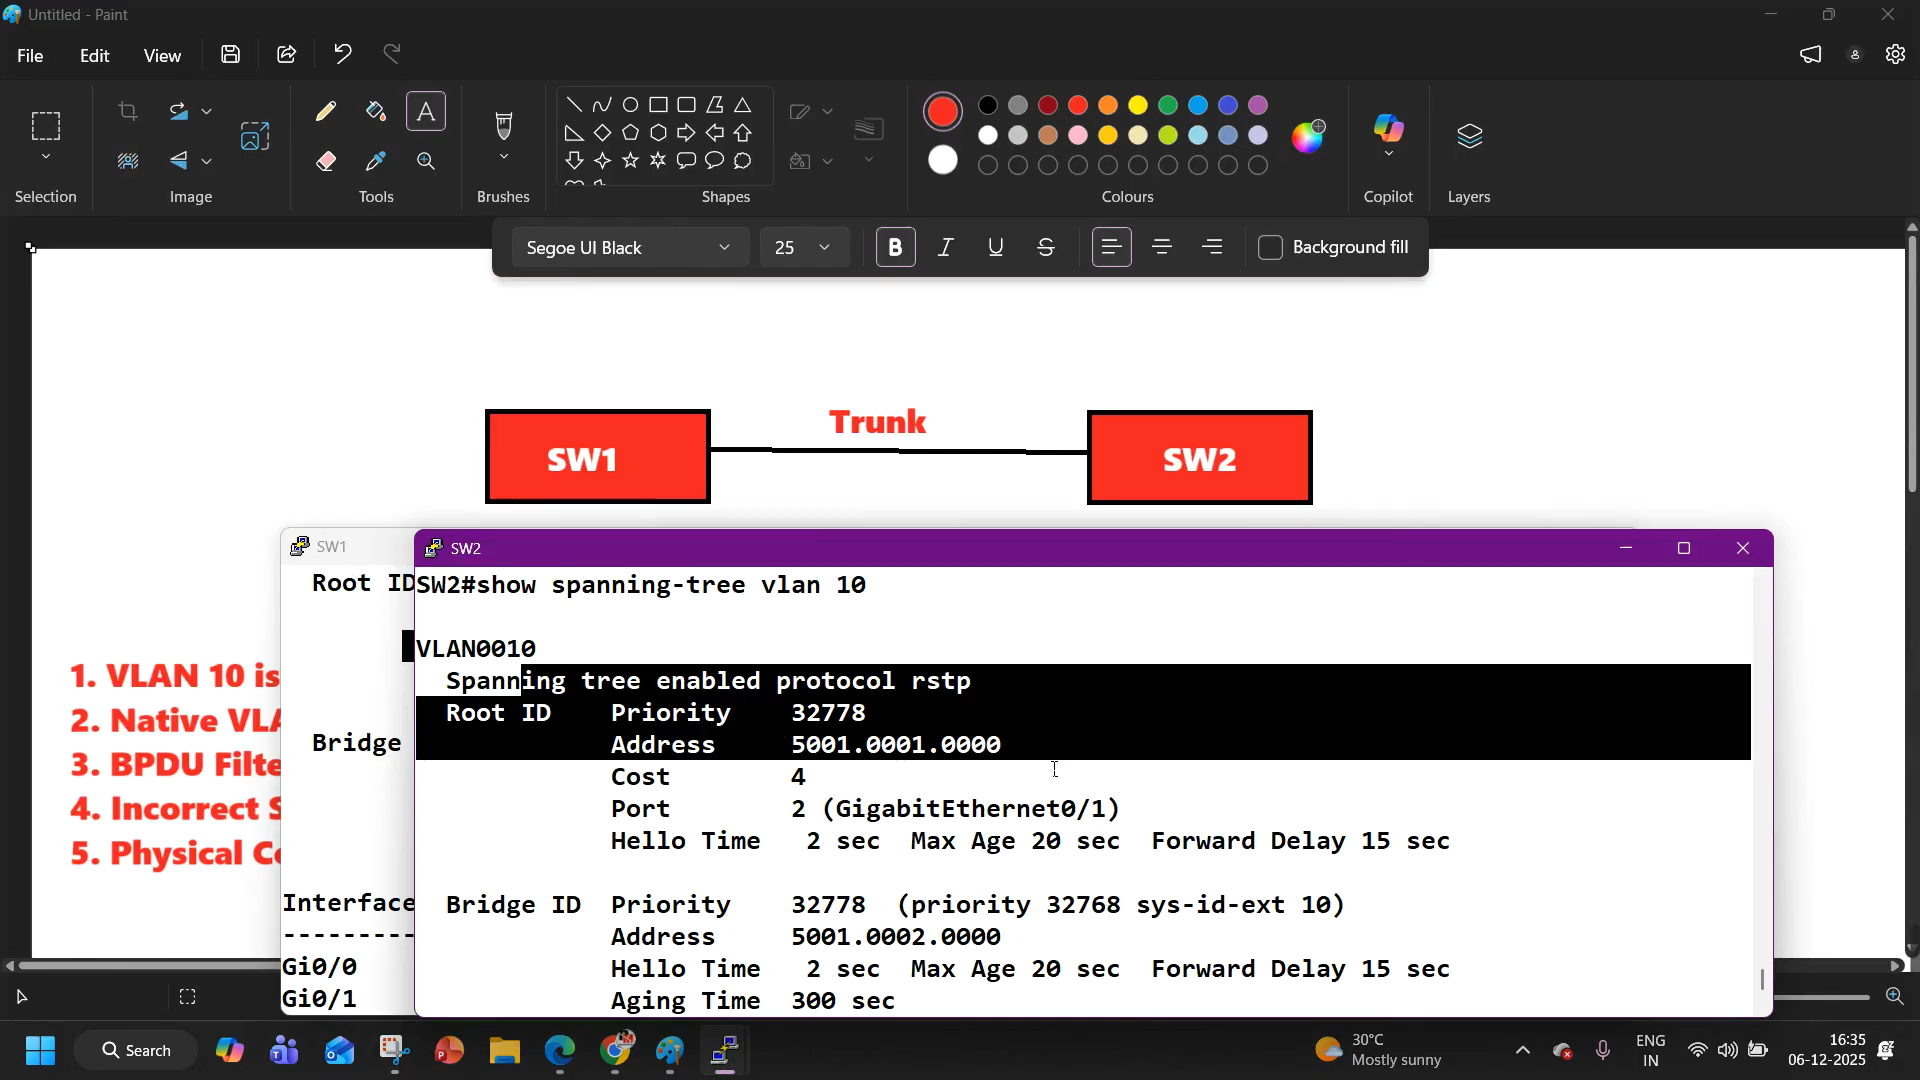 Untitled - Paint
File
Edit
View
Selection
Image
Tools
Brushes
Shapes
Colours
Copilot
Layers
Segoe UI Black
25
B
Background fill
Trunk
SW1
SW2
1. VLAN 10 is
2. Native VLA
3. BPDU Filte
4. Incorrect S
5. Physical Co
SW1
Root ID
Bridge
Interface
---------
Gi0/0
Gi0/1
SW2
SW2#show spanning-tree vlan 10
VLAN0010
Spanning tree enabled protocol rstp
Root ID Priority 32778
Address 5001.0001.0000
Cost 4
Port 2 (GigabitEthernet0/1)
Hello Time 2 sec Max Age 20 sec Forward Delay 15 sec
Bridge ID Priority 32778 (priority 32768 sys-id-ext 10)
Address 5001.0002.0000
Hello Time 2 sec Max Age 20 sec Forward Delay 15 sec
Aging Time 300 sec
Search
30°C
Mostly sunny
ENG
IN
16:35
06-12-2025